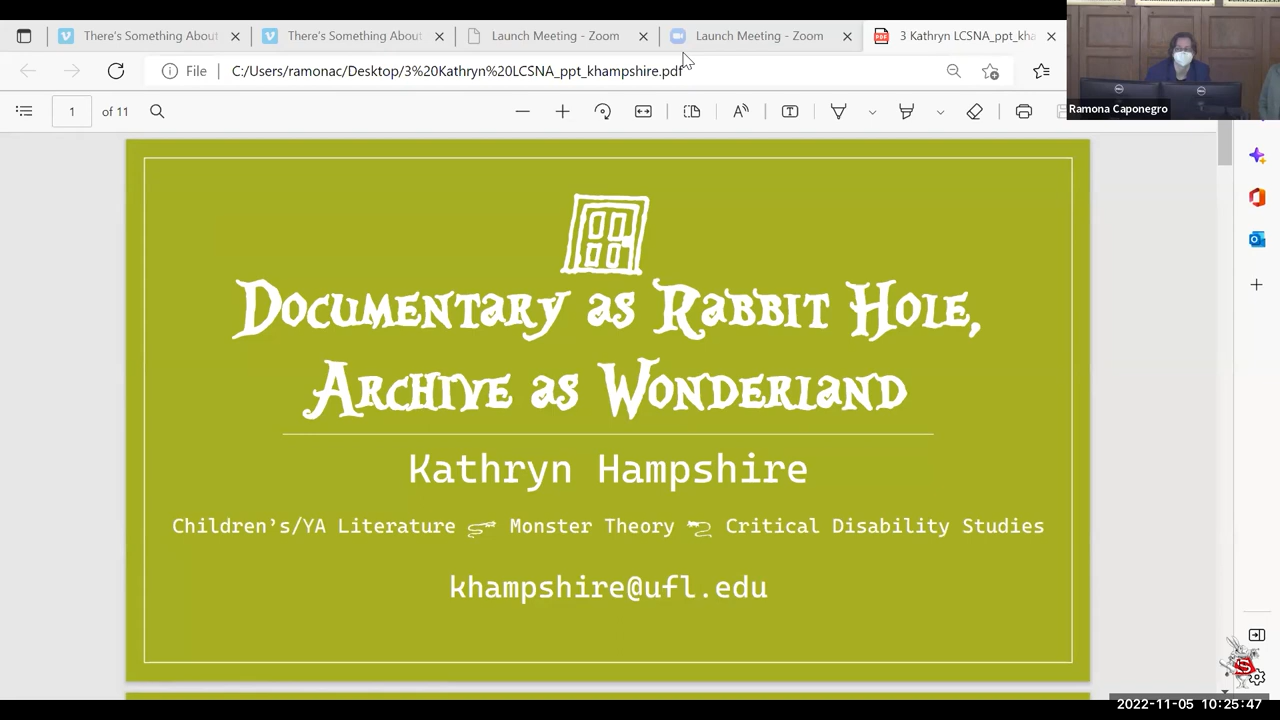 There's Something About
There's Something About
Launch Meeting - Zoom
Launch Meeting - Zoom
3 Kathryn LCSNA_ppt_kha
File
C:/Users/ramonac/Desktop/3%20Kathryn%20LCSNA_ppt_khampshire.pdf
1 of 11
Ramona Caponegro
Documentary as Rabbit Hole,
Archive as Wonderland
Kathryn Hampshire
Children's/YA Literature Monster Theory Critical Disability Studies
khampshire@ufl.edu
2022-11-05 10:25:47